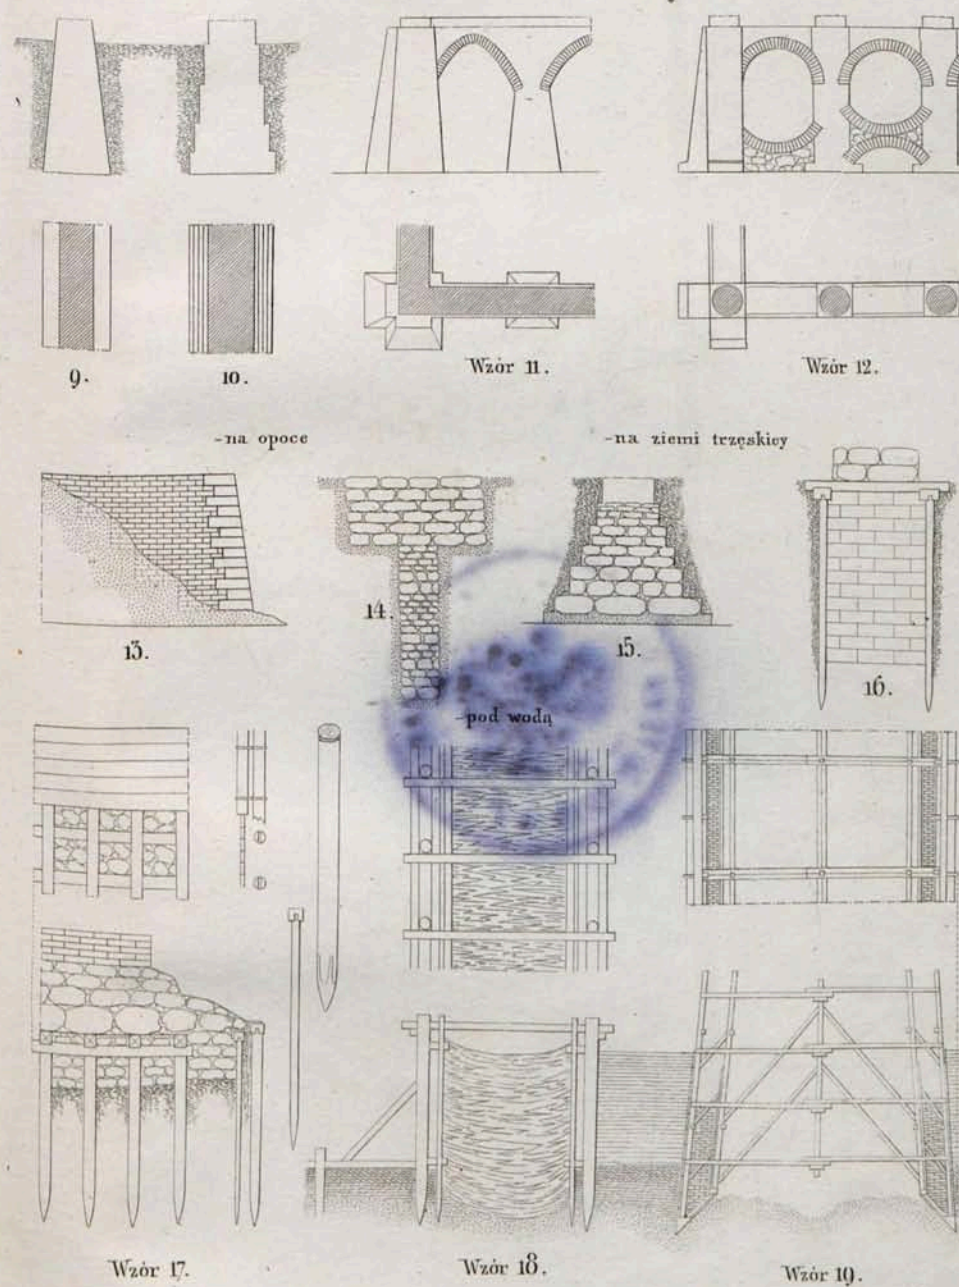 9.
10.
Wzór 11.
Wzór 12.
-na opoce
-na ziemi trzęskicy
13.
14.
15.
16.
-pod wodą
Wzór 17.
Wzór 18.
Wzór 19.